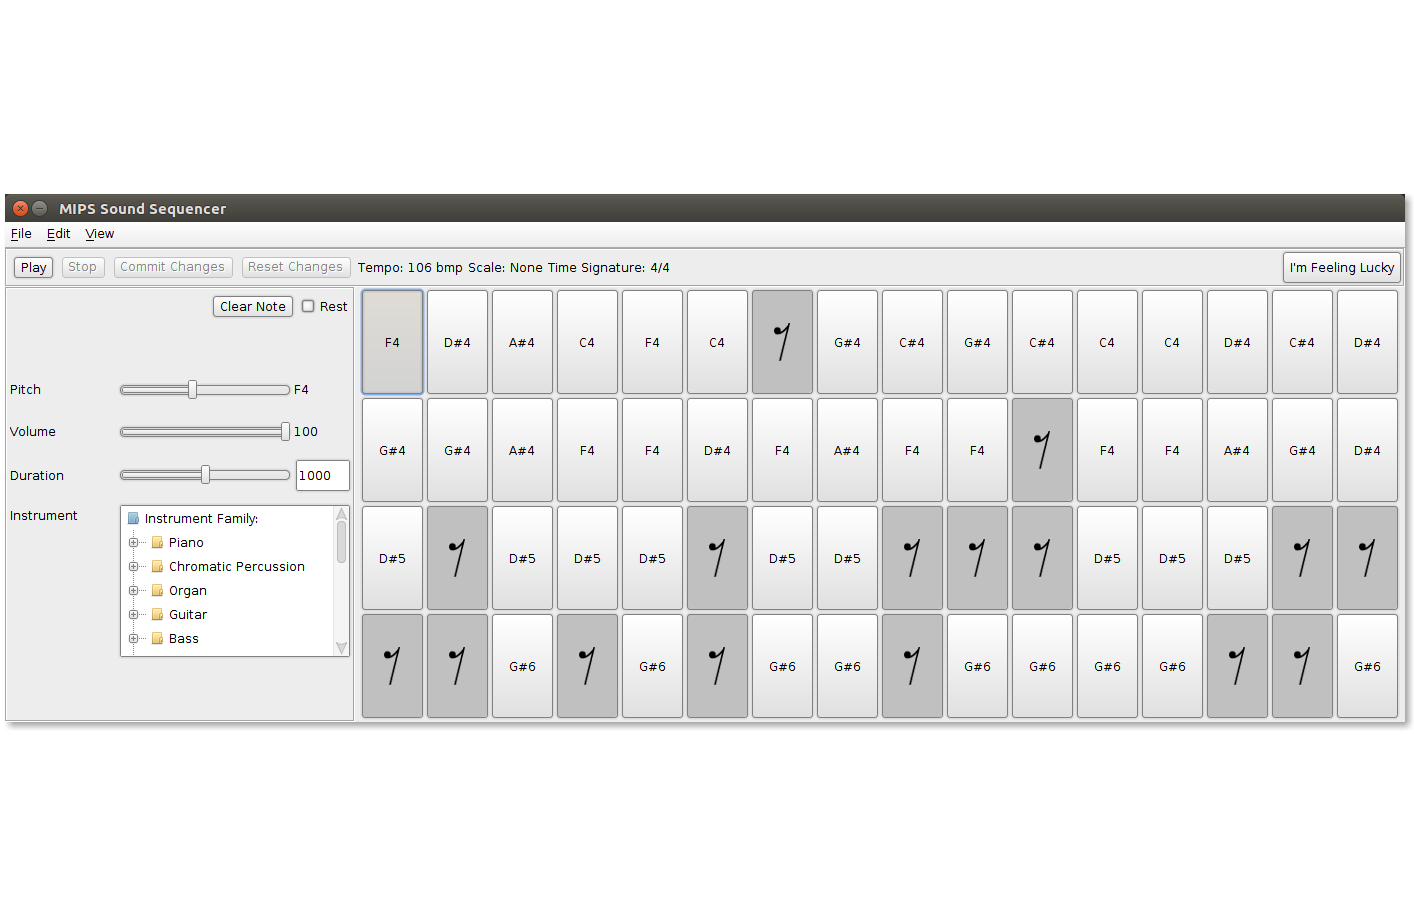 MIPS Sound Sequencer
File Edit View
Play Stop Commit Changes Reset Changes Tempo: 106 bmp Scale: None Time Signature: 4/4 I'm Feeling Lucky
Clear Note Rest
Pitch F4
Volume 100
Duration 1000
Instrument Instrument Family:
Piano
Chromatic Percussion
Organ
Guitar
Bass
F4 D#4 A#4 C4 F4 C4 G#4 C#4 G#4 C#4 C4 C4 D#4 C#4 D#4
G#4 G#4 A#4 F4 F4 D#4 F4 A#4 F4 F4 F4 F4 A#4 G#4 D#4
D#5 D#5 D#5 D#5 D#5 D#5 D#5 D#5 D#5
G#6 G#6 G#6 G#6 G#6 G#6 G#6 G#6 G#6